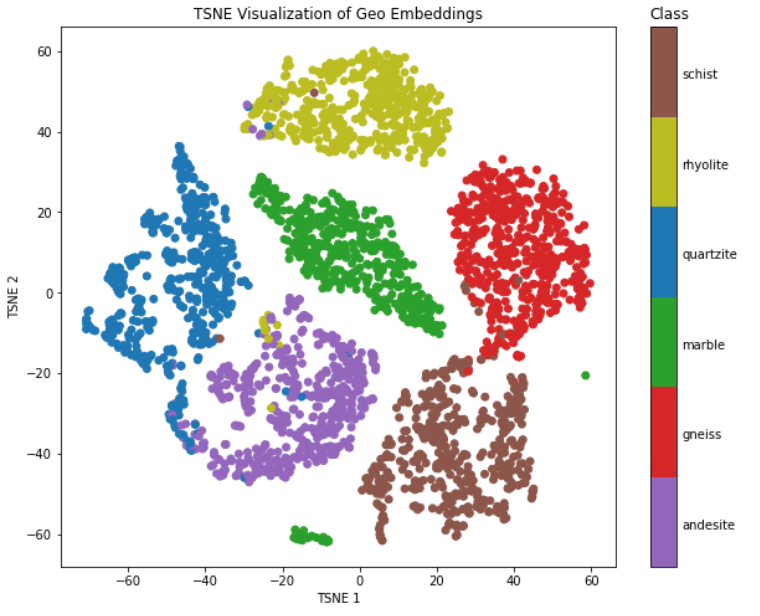 TSNE Visualization of Geo Embeddings
Class
60
40
20
0
−20
−40
−60
TSNE 2
−60
−40
−20
0
20
40
60
TSNE 1
schist
rhyolite
quartzite
marble
gneiss
andesite